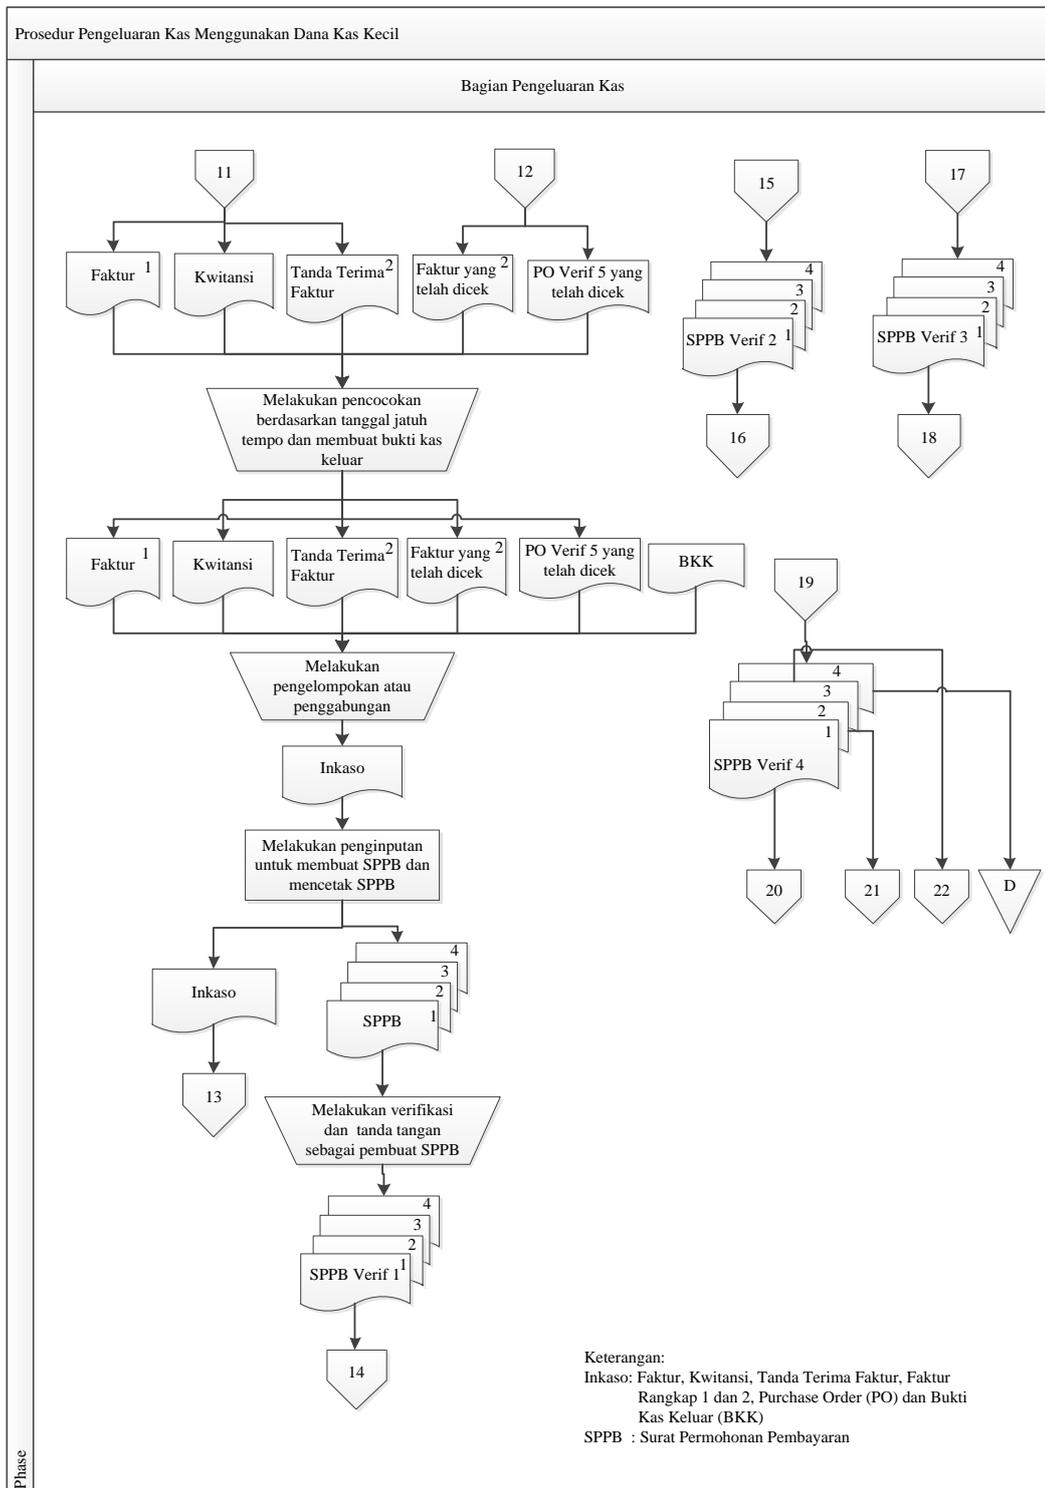 Prosedur Pengeluaran Kas Menggunakan Dana Kas Kecil
Bagian Pengeluaran Kas
Phase
11
12
15
17
Faktur 1
Kwitansi
Tanda Terima 2
Faktur
Faktur yang 2
telah dicek
PO Verif 5 yang
telah dicek
4
3
2
SPPB Verif 2 1
4
3
2
SPPB Verif 3 1
16
18
Melakukan pencocokan
berdasarkan tanggal jatuh
tempo dan membuat bukti kas
keluar
Faktur 1
Kwitansi
Tanda Terima 2
Faktur
Faktur yang 2
telah dicek
PO Verif 5 yang
telah dicek
BKK
19
4
3
2
1
SPPB Verif 4
20
21
22
D
Melakukan
pengelompokan atau
penggabungan
Inkaso
Melakukan penginputan
untuk membuat SPPB dan
mencetak SPPB
Inkaso
13
4
3
2
SPPB 1
Melakukan verifikasi
dan tanda tangan
sebagai pembuat SPPB
4
3
2
SPPB Verif 1 1
14
Keterangan:
Inkaso: Faktur, Kwitansi, Tanda Terima Faktur, Faktur
Rangkap 1 dan 2, Purchase Order (PO) dan Bukti
Kas Keluar (BKK)
SPPB : Surat Permohonan Pembayaran